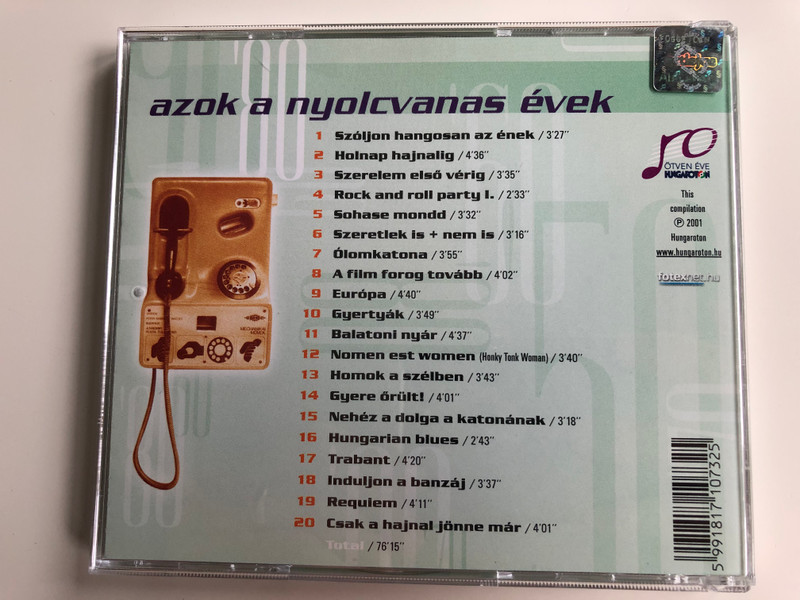 '80
azok a nyolcvanas évek
1 Szóljon hangosan az ének / 3'27"
2 Holnap hajnalig / 4'36"
3 Szerelem első vérig / 3'35"
4 Rock and roll party I. / 2'33"
5 Sohase mondd / 3'32"
6 Szeretlek is + nem is / 3'16"
7 Ólomkatona / 3'55"
8 A film forog tovább / 4'02"
9 Európa / 4'40"
10 Gyertyák / 3'49"
11 Balatoni nyár / 4'37"
12 Nomen est women (Honky Tonk Woman) / 3'40"
13 Homok a szélben / 3'43"
14 Gyere őrült! / 4'01"
15 Nehéz a dolga a katonának / 3'18"
16 Hungarian blues / 2'43"
17 Trabant / 4'20"
18 Induljon a banzáj / 3'37"
19 Requiem / 4'11"
20 Csak a hajnal jönne már / 4'01"
Total / 76'15"
ÖTVEN ÉVE
HUNGAROTON
This
compilation
℗ 2001
Hungaroton
www.hungaroton.hu
fotexnet.hu
5 991817 107325